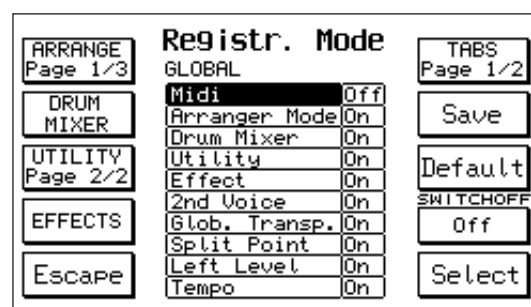 Registr. Mode
GLOBAL
ARRANGE
Page 1/3
DRUM
MIXER
UTILITY
Page 2/2
EFFECTS
Escape
Midi Off
Arranger Mode On
Drum Mixer On
Utility On
Effect On
2nd Voice On
Glob. Transp. On
Split Point On
Left Level On
Tempo On
TABS
Page 1/2
Save
Default
SWITCHOFF
Off
Select